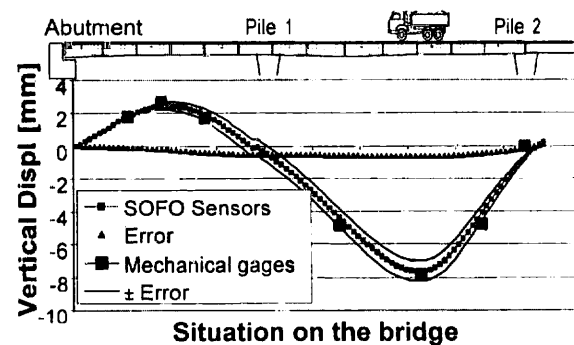 Abutment Pile 1 Pile 2
Vertical Displ [mm]
4
2
0
-2
-4
-6
-8
-10
SOFO Sensors
Error
Mechanical gages
± Error
Situation on the bridge